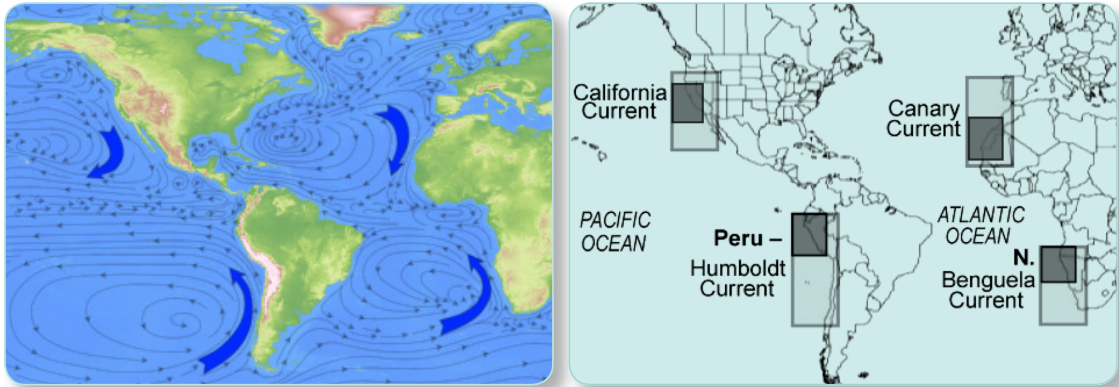 California
Current
Canary
Current
PACIFIC
OCEAN
Peru –
Humboldt
Current
ATLANTIC
OCEAN
N.
Benguela
Current